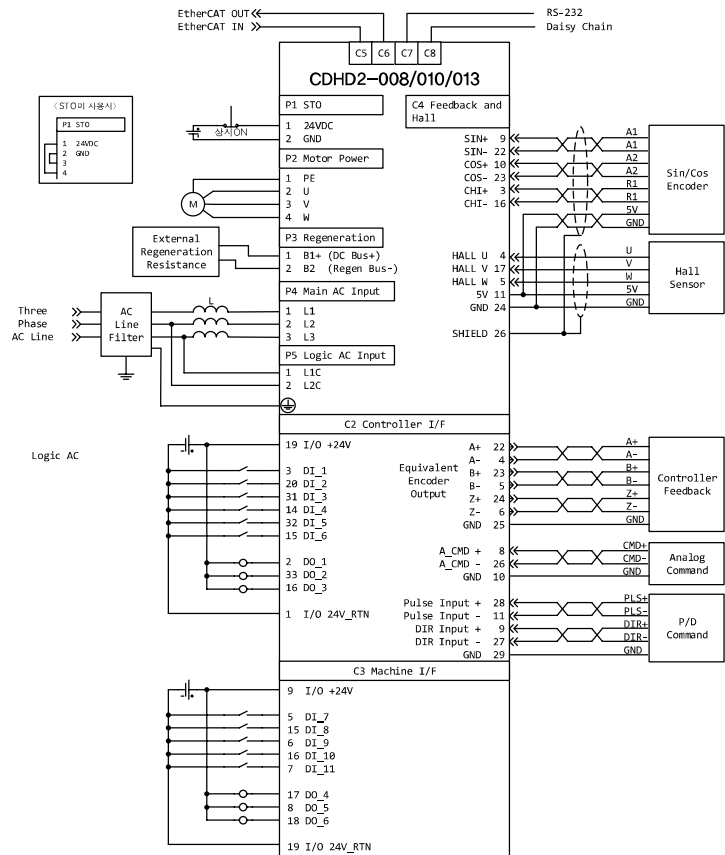 EtherCAT OUT
EtherCAT IN
RS-232
Daisy Chain
C5 C6 C7 C8
CDHD2-008/010/013
<STO미 사용시>
P1 STO
1 24VDC
2 GND
3
4
P1 STO
상시ON
1 24VDC
2 GND
P2 Motor Power
M
1 PE
2 U
3 V
4 W
External
Regeneration
Resistance
P3 Regeneration
1 B1+ (DC Bus+)
2 B2 (Regen Bus-)
P4 Main AC Input
Three
Phase
AC Line
AC
Line
Filter
L
1 L1
2 L2
3 L3
P5 Logic AC Input
1 L1C
2 L2C
C4 Feedback and
Hall
SIN+ 9 A1
SIN- 22 A1
COS+ 10 A2
COS- 23 A2
CHI+ 3 R1
CHI- 16 R1
5V
GND
Sin/Cos
Encoder
HALL U 4 U
HALL V 17 V
HALL W 5 W
5V 11 5V
GND 24 GND
SHIELD 26
Hall
Sensor
C2 Controller I/F
Logic AC
19 I/O +24V
3 DI_1
20 DI_2
31 DI_3
14 DI_4
32 DI_5
15 DI_6
2 DO_1
33 DO_2
16 DO_3
1 I/O 24V_RTN
Equivalent
Encoder
Output
A+ 22 A+
A- 4 A-
B+ 23 B+
B- 5 B-
Z+ 24 Z+
Z- 6 Z-
GND 25 GND
Controller
Feedback
A_CMD + 8 CMD+
A_CMD - 26 CMD-
GND 10 GND
Analog
Command
Pulse Input + 28 PLS+
Pulse Input - 11 PLS-
DIR Input + 9 DIR+
DIR Input - 27 DIR-
GND 29 GND
P/D
Command
C3 Machine I/F
9 I/O +24V
5 DI_7
15 DI_8
6 DI_9
16 DI_10
7 DI_11
17 DO_4
8 DO_5
18 DO_6
19 I/O 24V_RTN